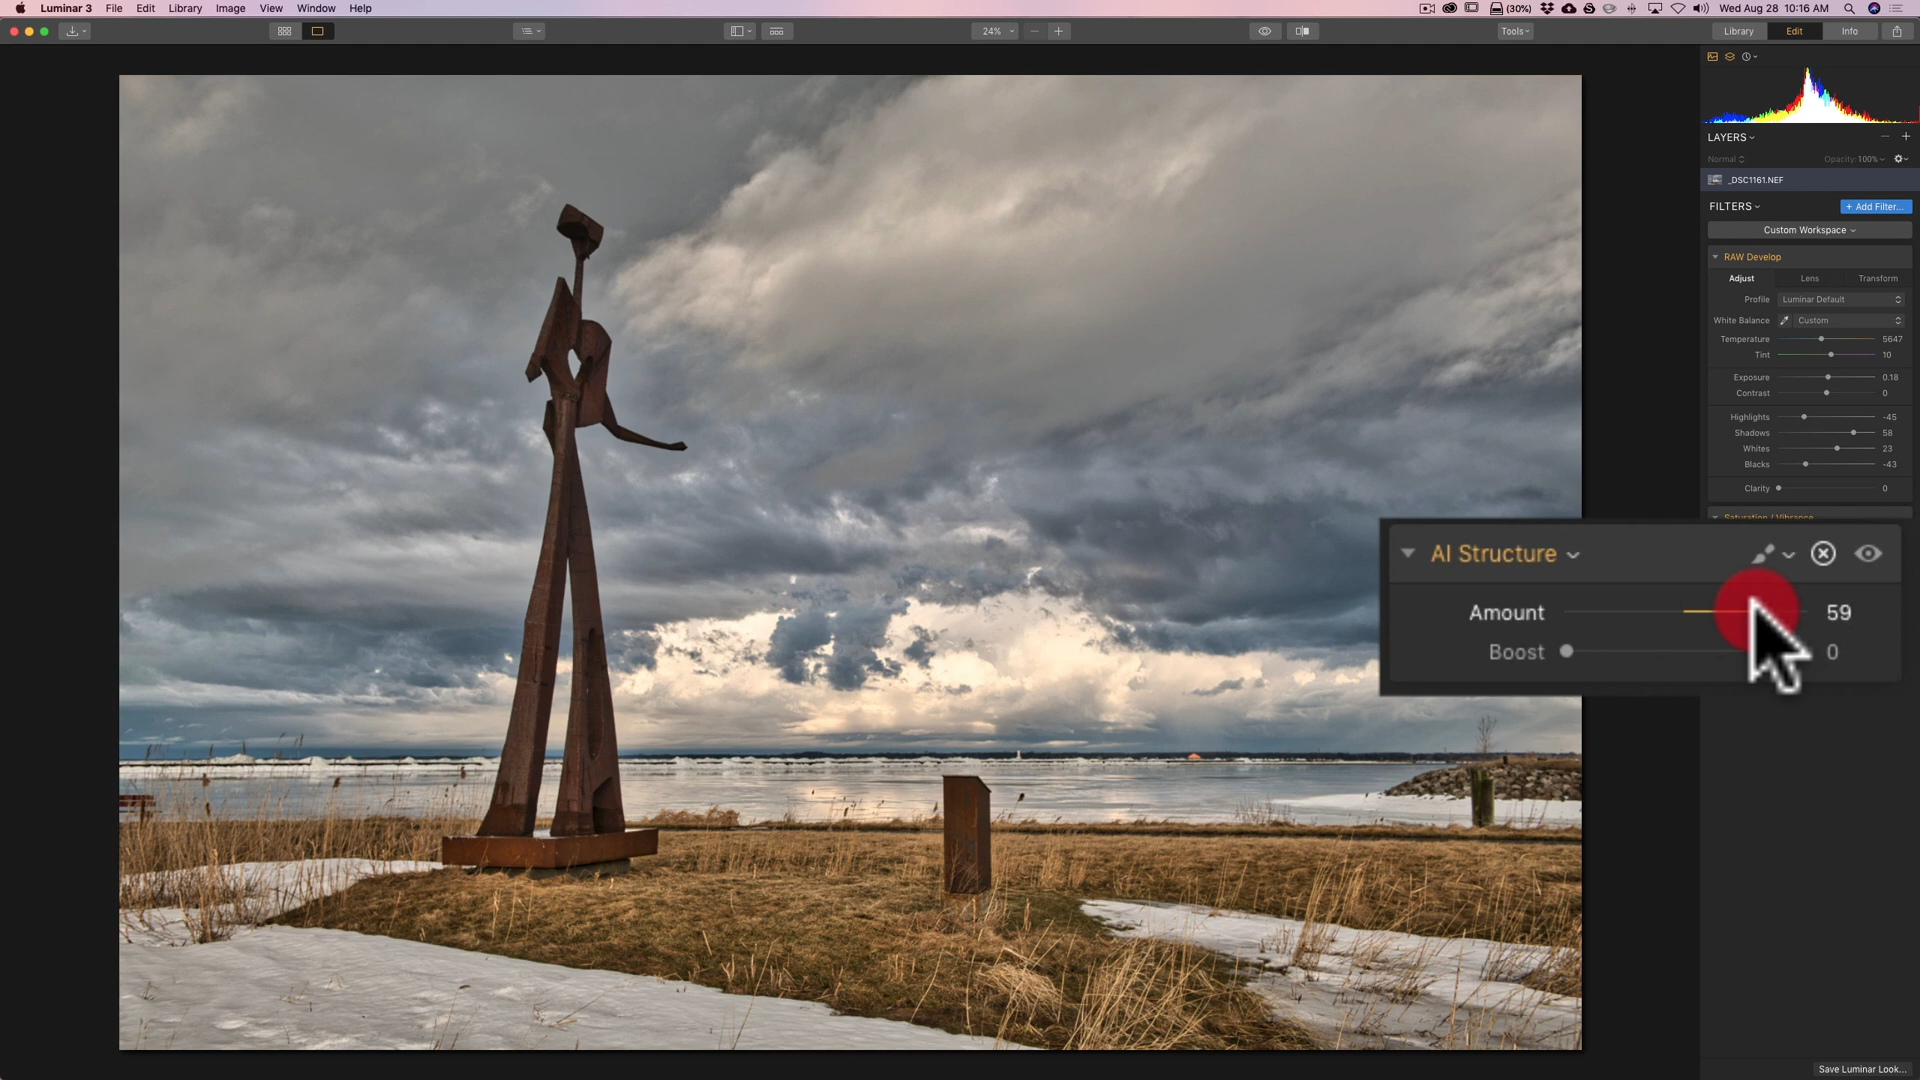 Luminar 3 File Edit Library Image View Window Help (30%) Wed Aug 28 10:16 AM
24% Tools Library Edit Info
LAYERS
Normal Opacity: 100%
_DSC1161.NEF
FILTERS + Add Filter...
Custom Workspace
RAW Develop
Adjust Lens Transform
Profile Luminar Default
White Balance Custom
Temperature 5647
Tint 10
Exposure 0.18
Contrast 0
Highlights -45
Shadows 58
Whites 23
Blacks -43
Clarity 0
Saturation / Vibrance
AI Structure
Amount 59
Boost 0
Save Luminar Look...